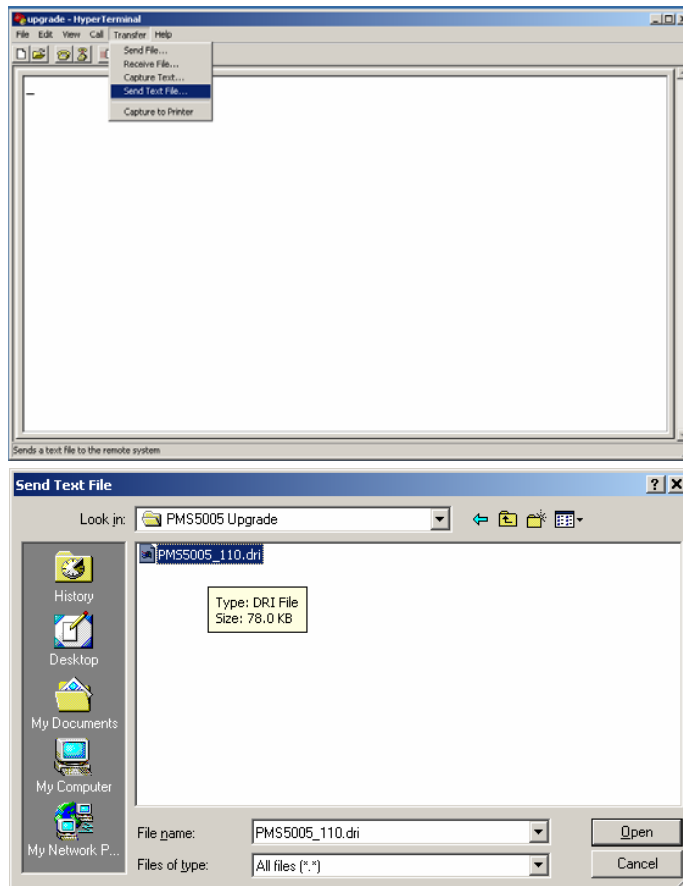 upgrade - HyperTerminal
File Edit View Call Transfer Help
Send File...
Receive File...
Capture Text...
Send Text File...
Capture to Printer
Sends a text file to the remote system
Send Text File
Look in: PMS5005 Upgrade
PMS5005_110.dri
Type: DRI File
Size: 78.0 KB
History
Desktop
My Documents
My Computer
My Network P...
File name: PMS5005_110.dri Open
Files of type: All files (*.*) Cancel